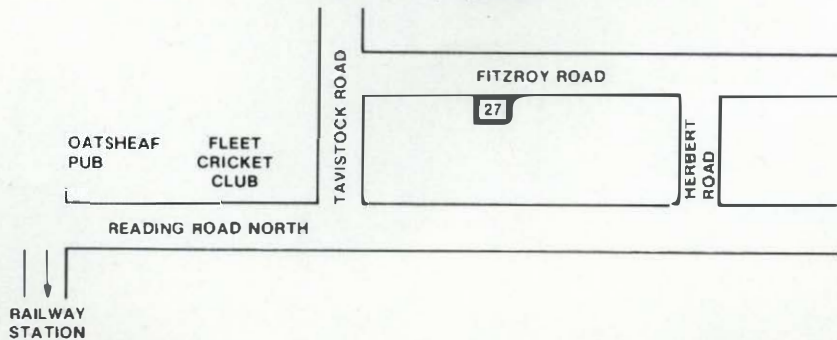 FITZROY ROAD
27
TAVISTOCK ROAD
HERBERT
ROAD
OATSHEAF
PUB
FLEET
CRICKET
CLUB
READING ROAD NORTH
RAILWAY
STATION